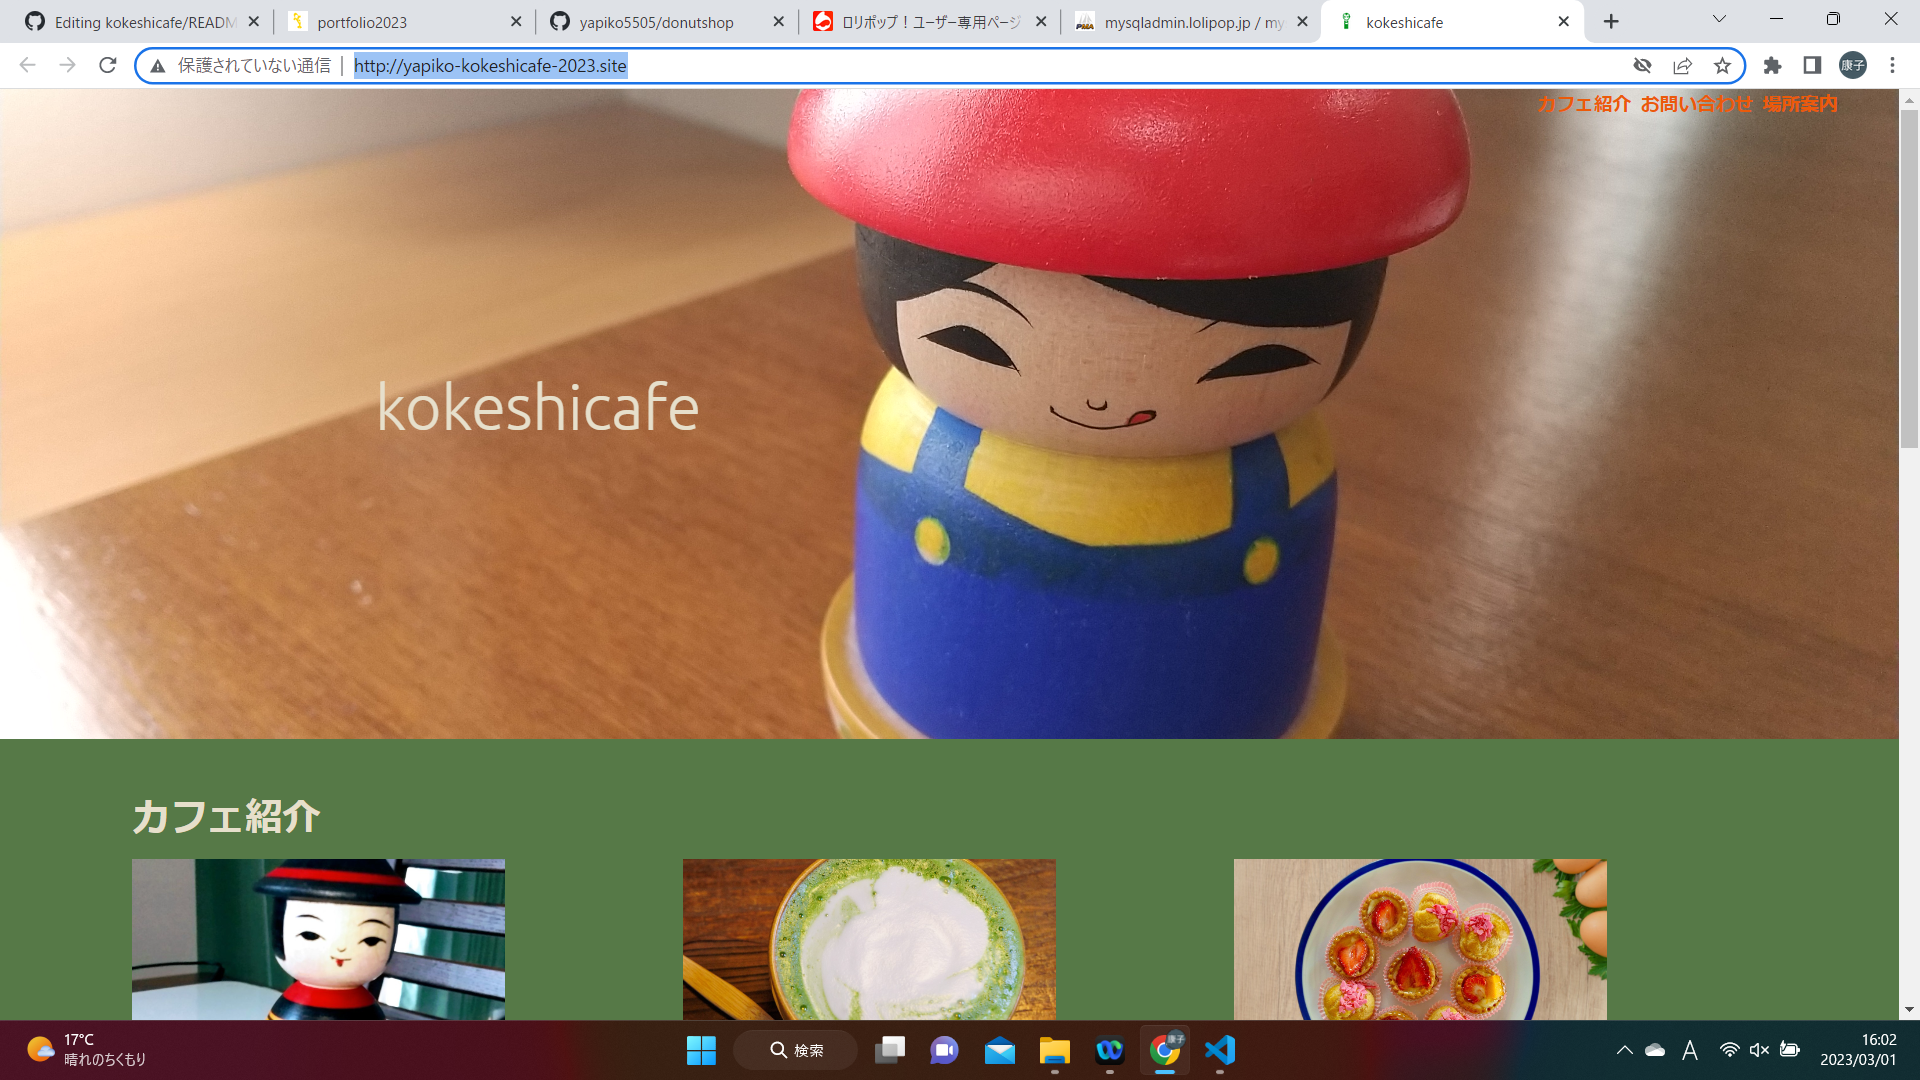 Editing kokeshicafe/READM
portfolio2023
yapiko5505/donutshop
ロリポップ！ユーザー専用ページ
mysqladmin.lolipop.jp / my
kokeshicafe
保護されていない通信
http://yapiko-kokeshicafe-2023.site
康子
カフェ紹介 お問い合わせ 場所案内
kokeshicafe
カフェ紹介
17°C
晴れのちくもり
検索
康子
A
16:02
2023/03/01